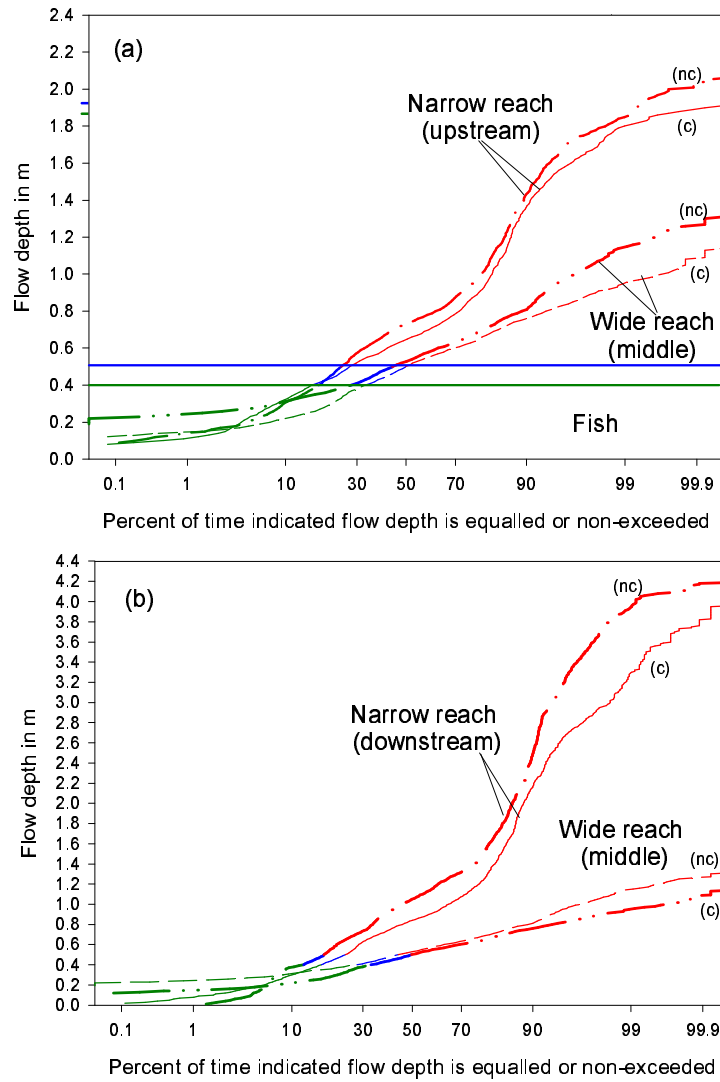 (a)
Flow depth in m
2.4
2.2
2.0
1.8
1.6
1.4
1.2
1.0
0.8
0.6
0.4
0.2
0.0
Narrow reach
(upstream)
(nc)
(c)
(nc)
(c)
Wide reach
(middle)
Fish
0.1 1 10 30 50 70 90 99 99.9
Percent of time indicated flow depth is equalled or non-exceeded
(b)
Flow depth in m
4.4
4.2
4.0
3.8
3.6
3.4
3.2
3.0
2.8
2.6
2.4
2.2
2.0
1.8
1.6
1.4
1.2
1.0
0.8
0.6
0.4
0.2
0.0
(nc)
(c)
Narrow reach
(downstream)
Wide reach
(middle)
(nc)
(c)
0.1 1 10 30 50 70 90 99 99.9
Percent of time indicated flow depth is equalled or non-exceeded